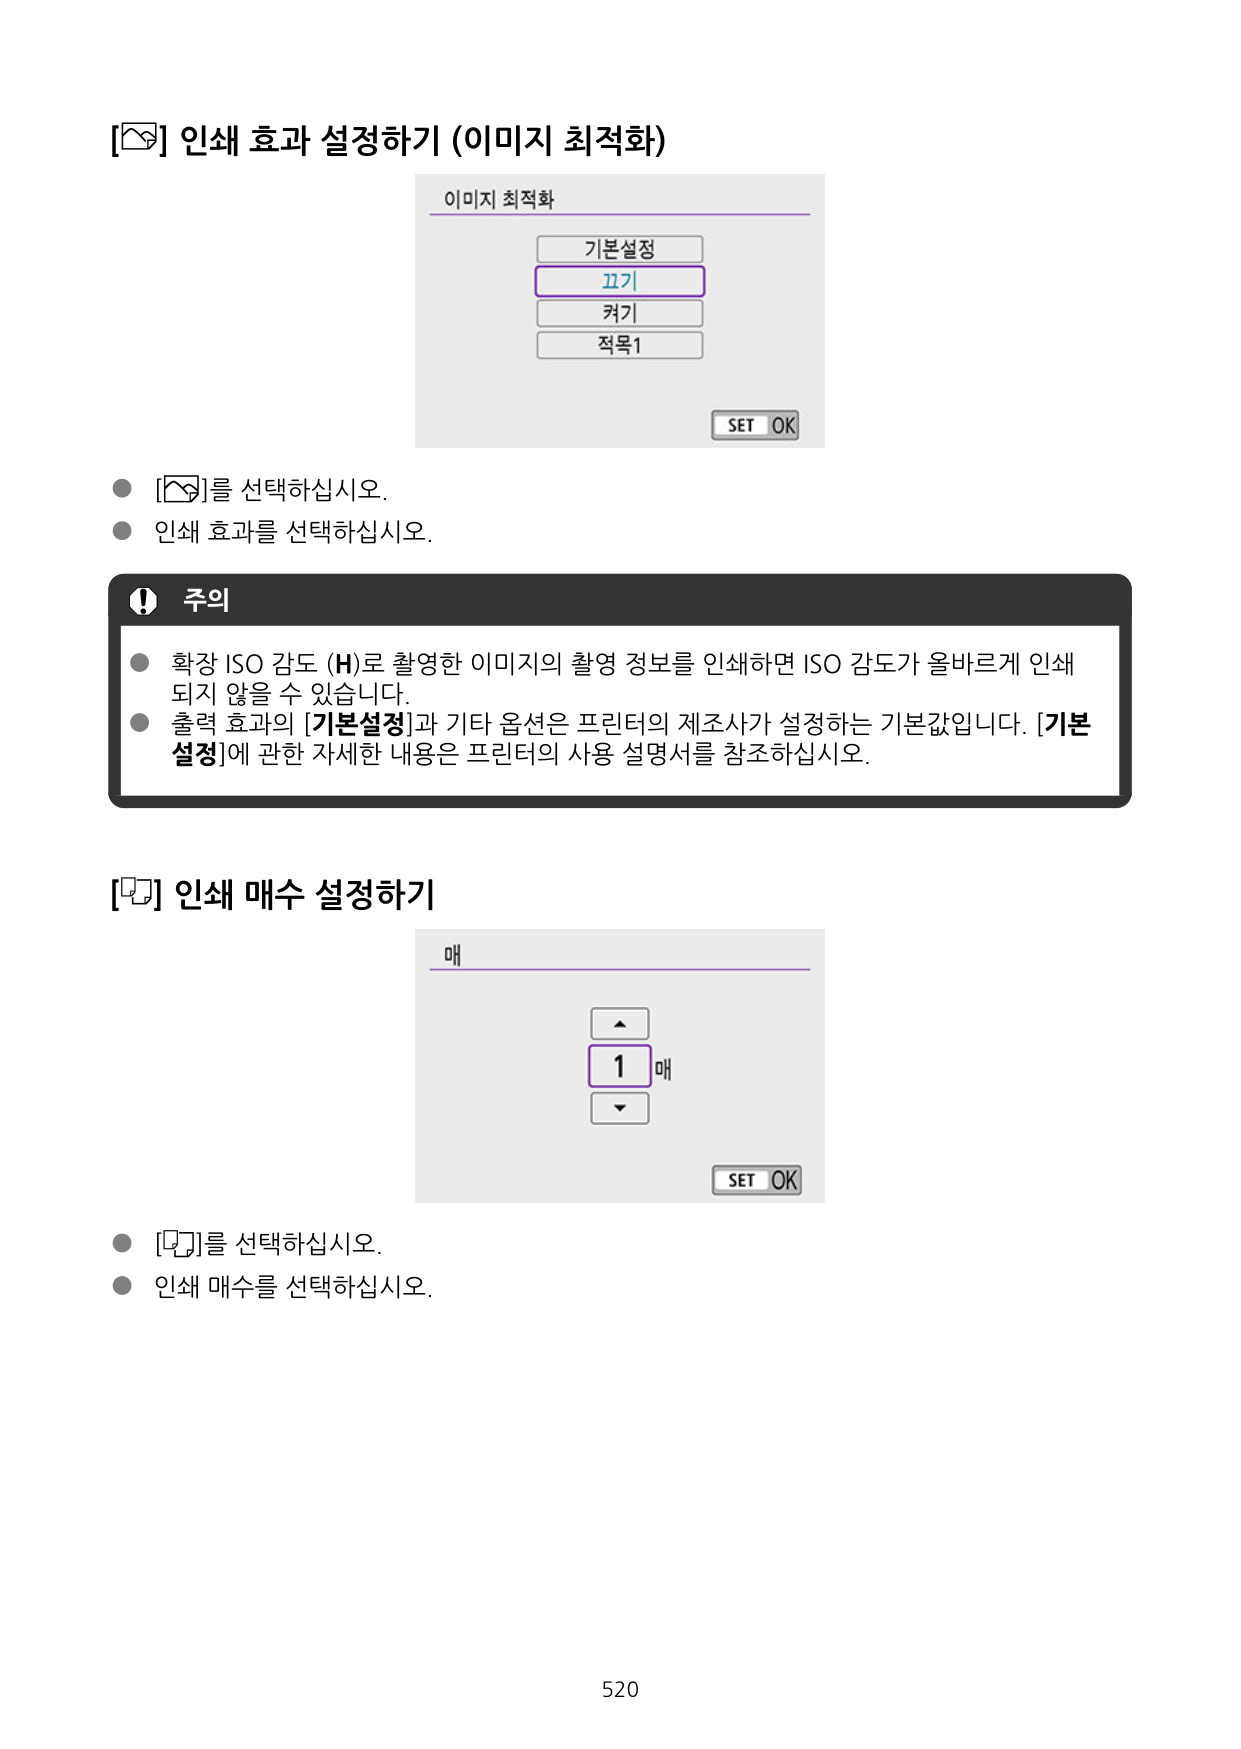 [] 인쇄 효과 설정하기 (이미지 최적화)
이미지 최적화
기본설정
끄기
켜기
적목1
SET OK
● []를 선택하십시오.
● 인쇄 효과를 선택하십시오.
주의
● 확장 ISO 감도 (H)로 촬영한 이미지의 촬영 정보를 인쇄하면 ISO 감도가 올바르게 인쇄
되지 않을 수 있습니다.
● 출력 효과의 [기본설정]과 기타 옵션은 프린터의 제조사가 설정하는 기본값입니다. [기본
설정]에 관한 자세한 내용은 프린터의 사용 설명서를 참조하십시오.
[] 인쇄 매수 설정하기
매
1 매
SET OK
● []를 선택하십시오.
● 인쇄 매수를 선택하십시오.
520